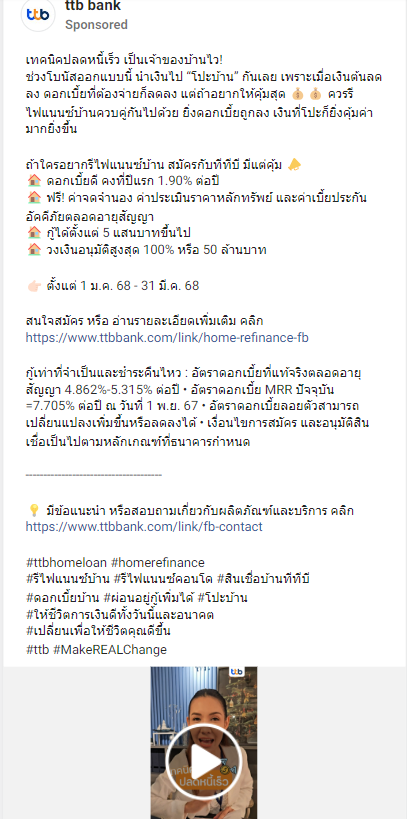 ttb
ttb bank
Sponsored
เทคนิคปลดหนี้เร็ว เป็นเจ้าของบ้านไว!
ช่วงโบนัสออกแบบนี้ นำเงินไป "โปะบ้าน" กันเลย เพราะเมื่อเงินต้นลด
ลง ดอกเบี้ยที่ต้องจ่ายก็ลดลง แต่ถ้าอยากให้คุ้มสุด 💰 💰 ควรรี
ไฟแนนซ์บ้านควบคู่กันไปด้วย ยิ่งดอกเบี้ยถูกลง เงินที่โปะก็ยิ่งคุ้มค่า
มากยิ่งขึ้น
ถ้าใครอยากรีไฟแนนซ์บ้าน สมัครกับทีทีบี มีแต่คุ้ม 📣
🏠 ดอกเบี้ยดี คงที่ปีแรก 1.90% ต่อปี
🏠 ฟรี! ค่าจดจำนอง ค่าประเมินราคาหลักทรัพย์ และค่าเบี้ยประกัน
อัคคีภัยตลอดอายุสัญญา
🏠 กู้ได้ตั้งแต่ 5 แสนบาทขึ้นไป
🏠 วงเงินอนุมัติสูงสุด 100% หรือ 50 ล้านบาท
👉🏻 ตั้งแต่ 1 ม.ค. 68 - 31 มี.ค. 68
สนใจสมัคร หรือ อ่านรายละเอียดเพิ่มเติม คลิก
https://www.ttbbank.com/link/home-refinance-fb
กู้เท่าที่จำเป็นและชำระคืนไหว : อัตราดอกเบี้ยที่แท้จริงตลอดอายุ
สัญญา 4.862%-5.315% ต่อปี • อัตราดอกเบี้ย MRR ปัจจุบัน
=7.705% ต่อปี ณ วันที่ 1 พ.ย. 67 • อัตราดอกเบี้ยลอยตัวสามารถ
เปลี่ยนแปลงเพิ่มขึ้นหรือลดลงได้ • เงื่อนไขการสมัคร และอนุมัติสิน
เชื่อเป็นไปตามหลักเกณฑ์ที่ธนาคารกำหนด
--------------------------------------
💡 มีข้อแนะนำ หรือสอบถามเกี่ยวกับผลิตภัณฑ์และบริการ คลิก
https://www.ttbbank.com/link/fb-contact
#ttbhomeloan #homerefinance
#รีไฟแนนซ์บ้าน #รีไฟแนนซ์คอนโด #สินเชื่อบ้านทีทีบี
#ดอกเบี้ยบ้าน #ผ่อนอยู่กู้เพิ่มได้ #โปะบ้าน
#ให้ชีวิตการเงินดีทั้งวันนี้และอนาคต
#เปลี่ยนเพื่อให้ชีวิตคุณดีขึ้น
#ttb #MakeREALChange
ttb
ปลดหนี้เร็ว